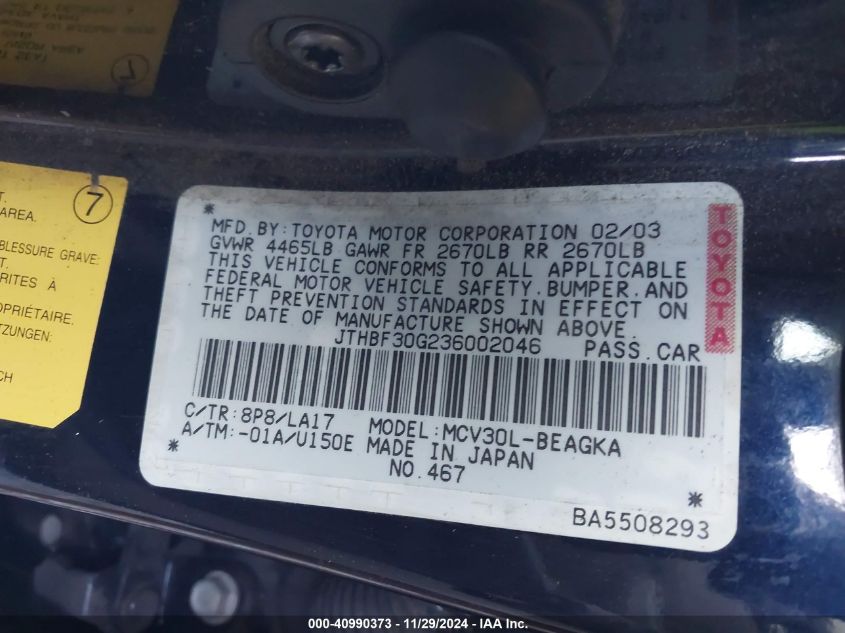 7
T.
AREA.
BLESSURE GRAVE:
NT.
RITES À
OPRIÉTAIRE.
TZUNGEN:
CH
MFD.BY:TOYOTA MOTOR CORPORATION 02/03
GVWR 4465LB GAWR FR 2670LB RR 2670LB
THIS VEHICLE CONFORMS TO ALL APPLICABLE
FEDERAL MOTOR VEHICLE SAFETY.BUMPER.AND
THEFT PREVENTION STANDARDS IN EFFECT ON
THE DATE OF MANUFACTURE SHOWN ABOVE.
JTHBF30G236002046 PASS.CAR
TOYOTA
C/TR:8P8/LA17 MODEL:MCV30L-BEAGKA
A/TM:-01A/U150E MADE IN JAPAN
NO.467
BA5508293
000-40990373 — 11/29/2024 — IAA Inc.